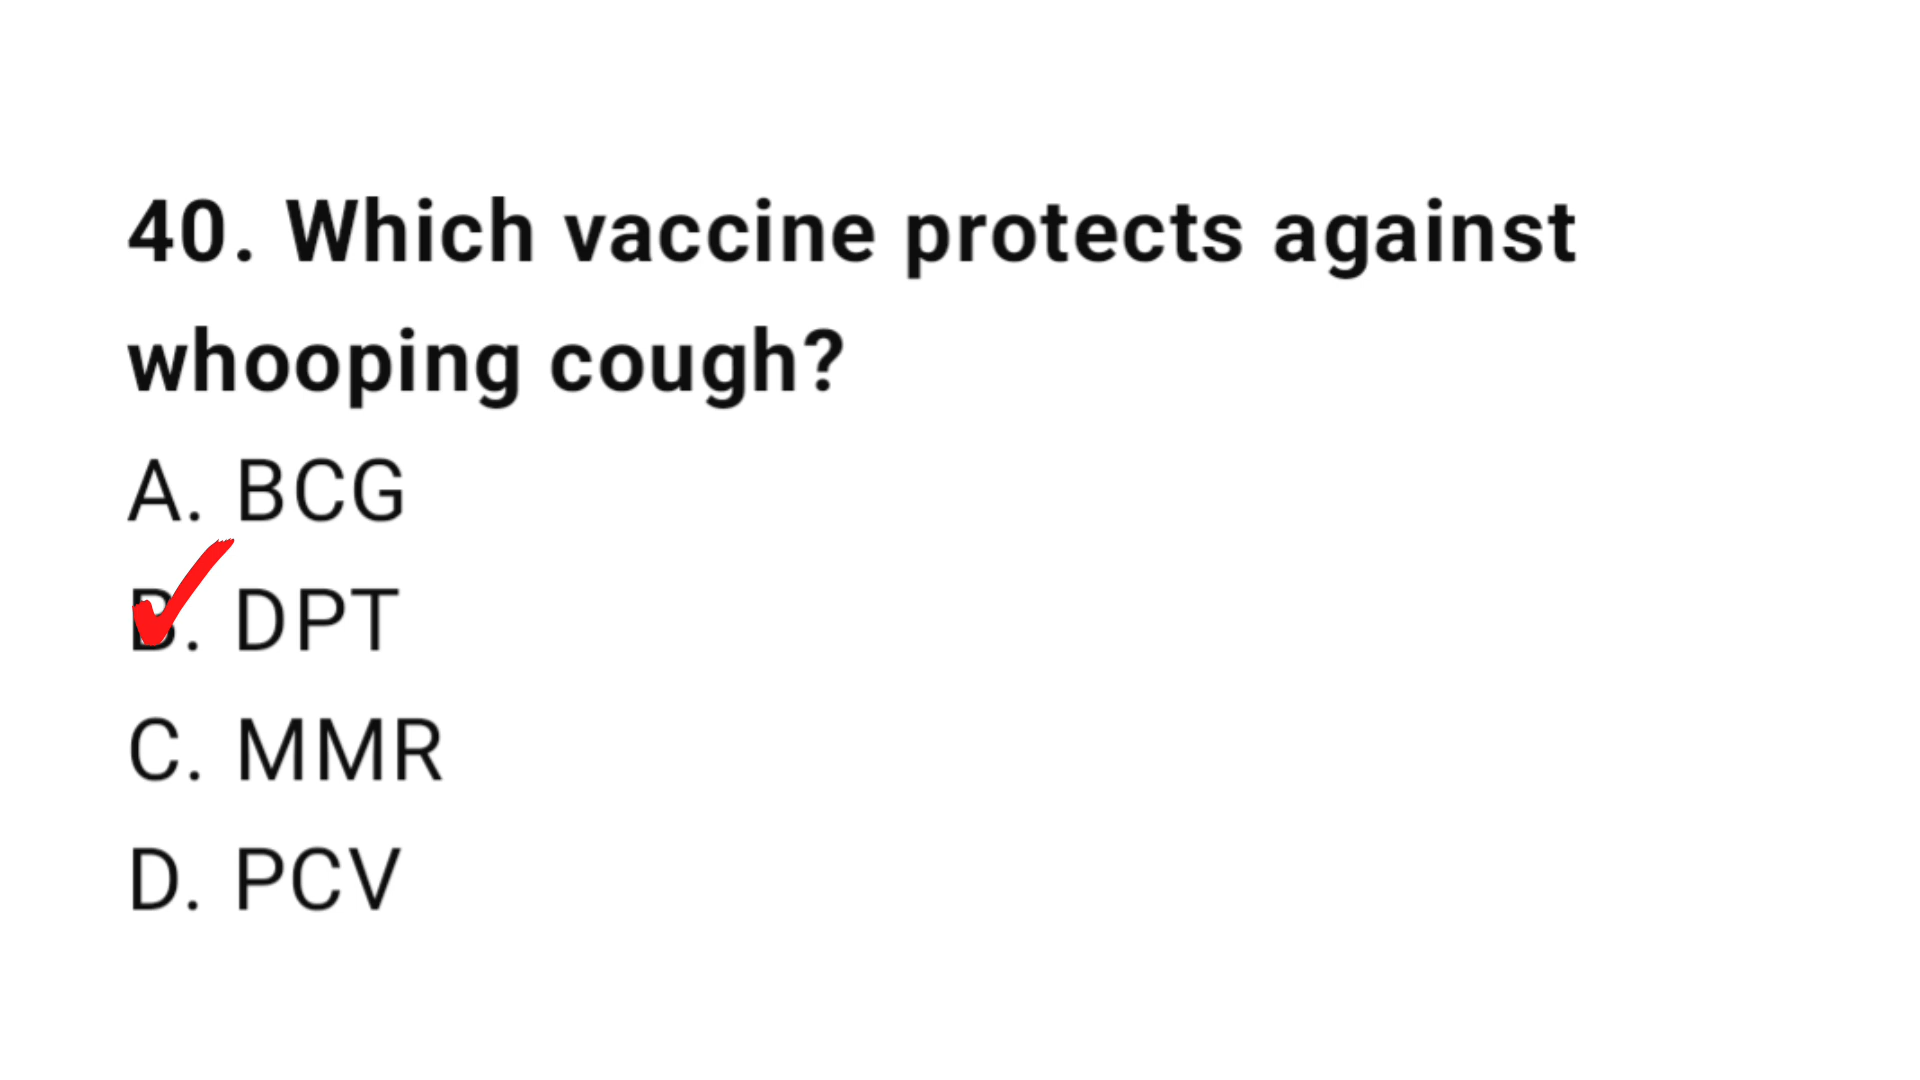 40. Which vaccine protects against
whooping cough?
A. BCG
B. DPT
C. MMR
D. PCV